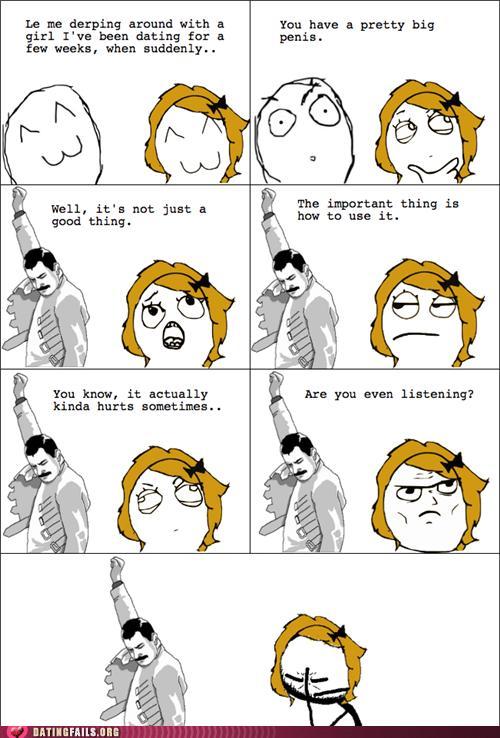 Le me derping around with a
girl I've been dating for a
few weeks, when suddenly..
You have a pretty big
penis.
Well, it's not just a
good thing.
The important thing is
how to use it.
You know, it actually
kinda hurts sometimes..
Are you even listening?
DATINGFAILS.ORG